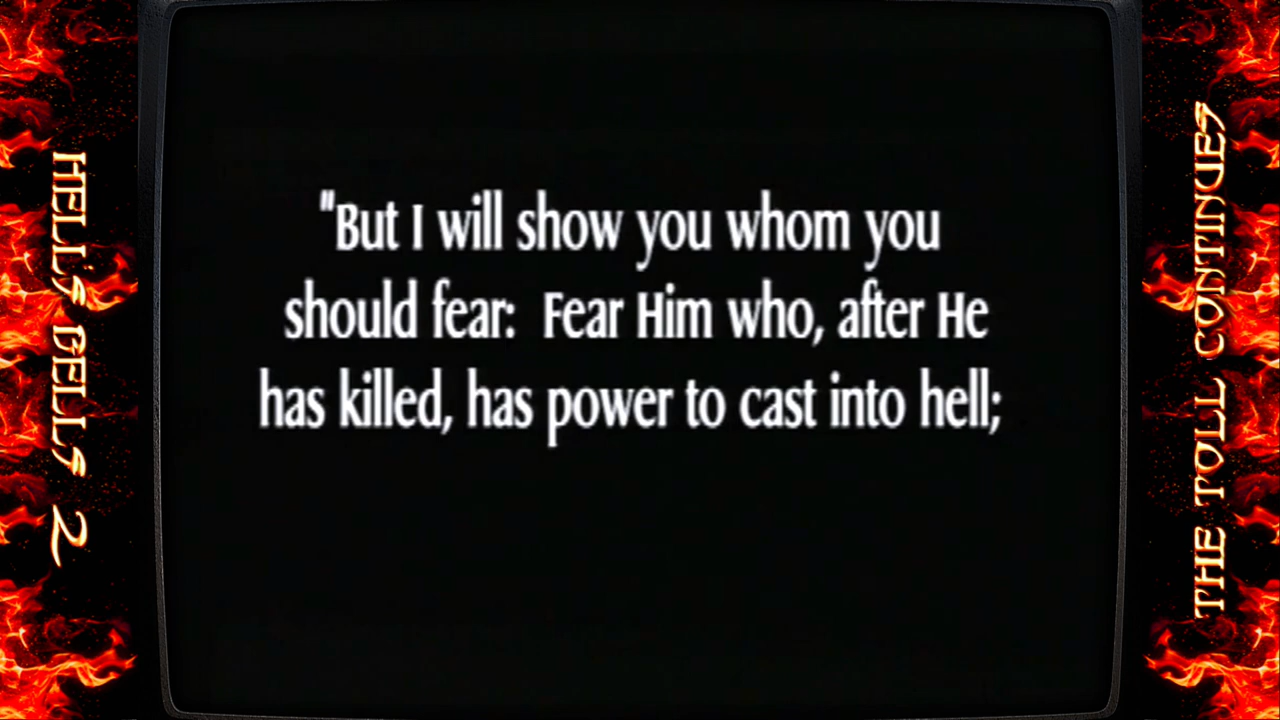 HELLS BELLS 2
"But I will show you whom you
should fear:  Fear Him who, after He
has killed, has power to cast into hell;
THE TOLL CONTINUES